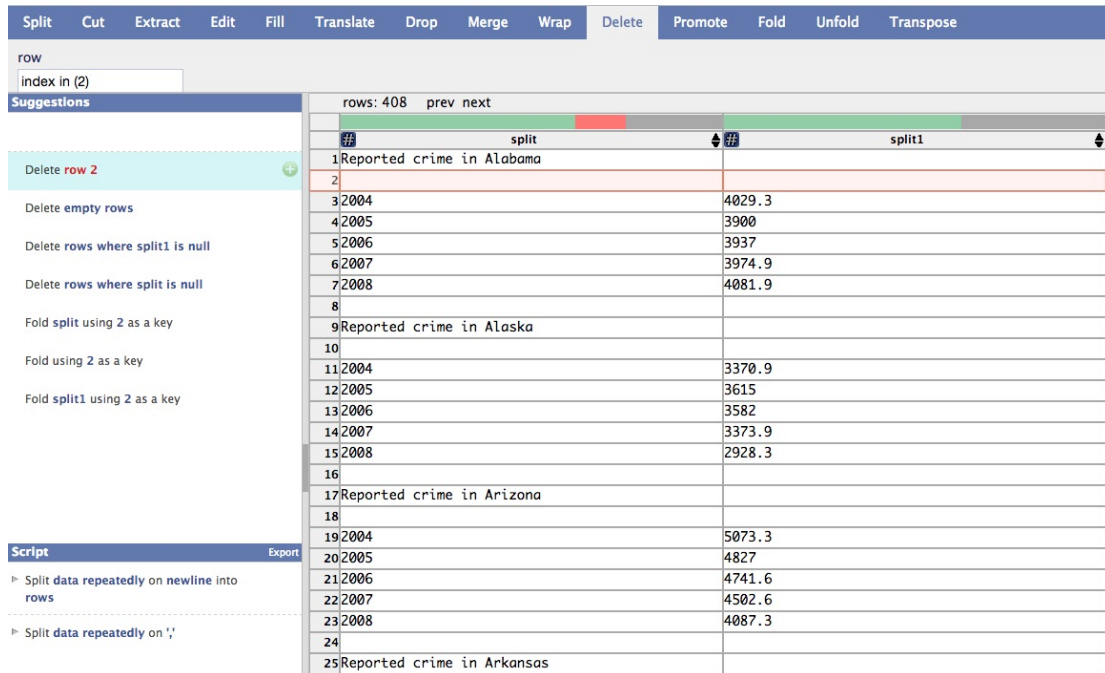 Split Cut Extract Edit Fill Translate Drop Merge Wrap Delete Promote Fold Unfold Transpose
row
index in (2)
Suggestions
Delete row 2
Delete empty rows
Delete rows where split1 is null
Delete rows where split is null
Fold split using 2 as a key
Fold using 2 as a key
Fold split1 using 2 as a key
Script Export
Split data repeatedly on newline into
rows
Split data repeatedly on ','
rows: 408 prev next
# split # split1
1 Reported crime in Alabama
2
3 2004 4029.3
4 2005 3900
5 2006 3937
6 2007 3974.9
7 2008 4081.9
8
9 Reported crime in Alaska
10
11 2004 3370.9
12 2005 3615
13 2006 3582
14 2007 3373.9
15 2008 2928.3
16
17 Reported crime in Arizona
18
19 2004 5073.3
20 2005 4827
21 2006 4741.6
22 2007 4502.6
23 2008 4087.3
24
25 Reported crime in Arkansas